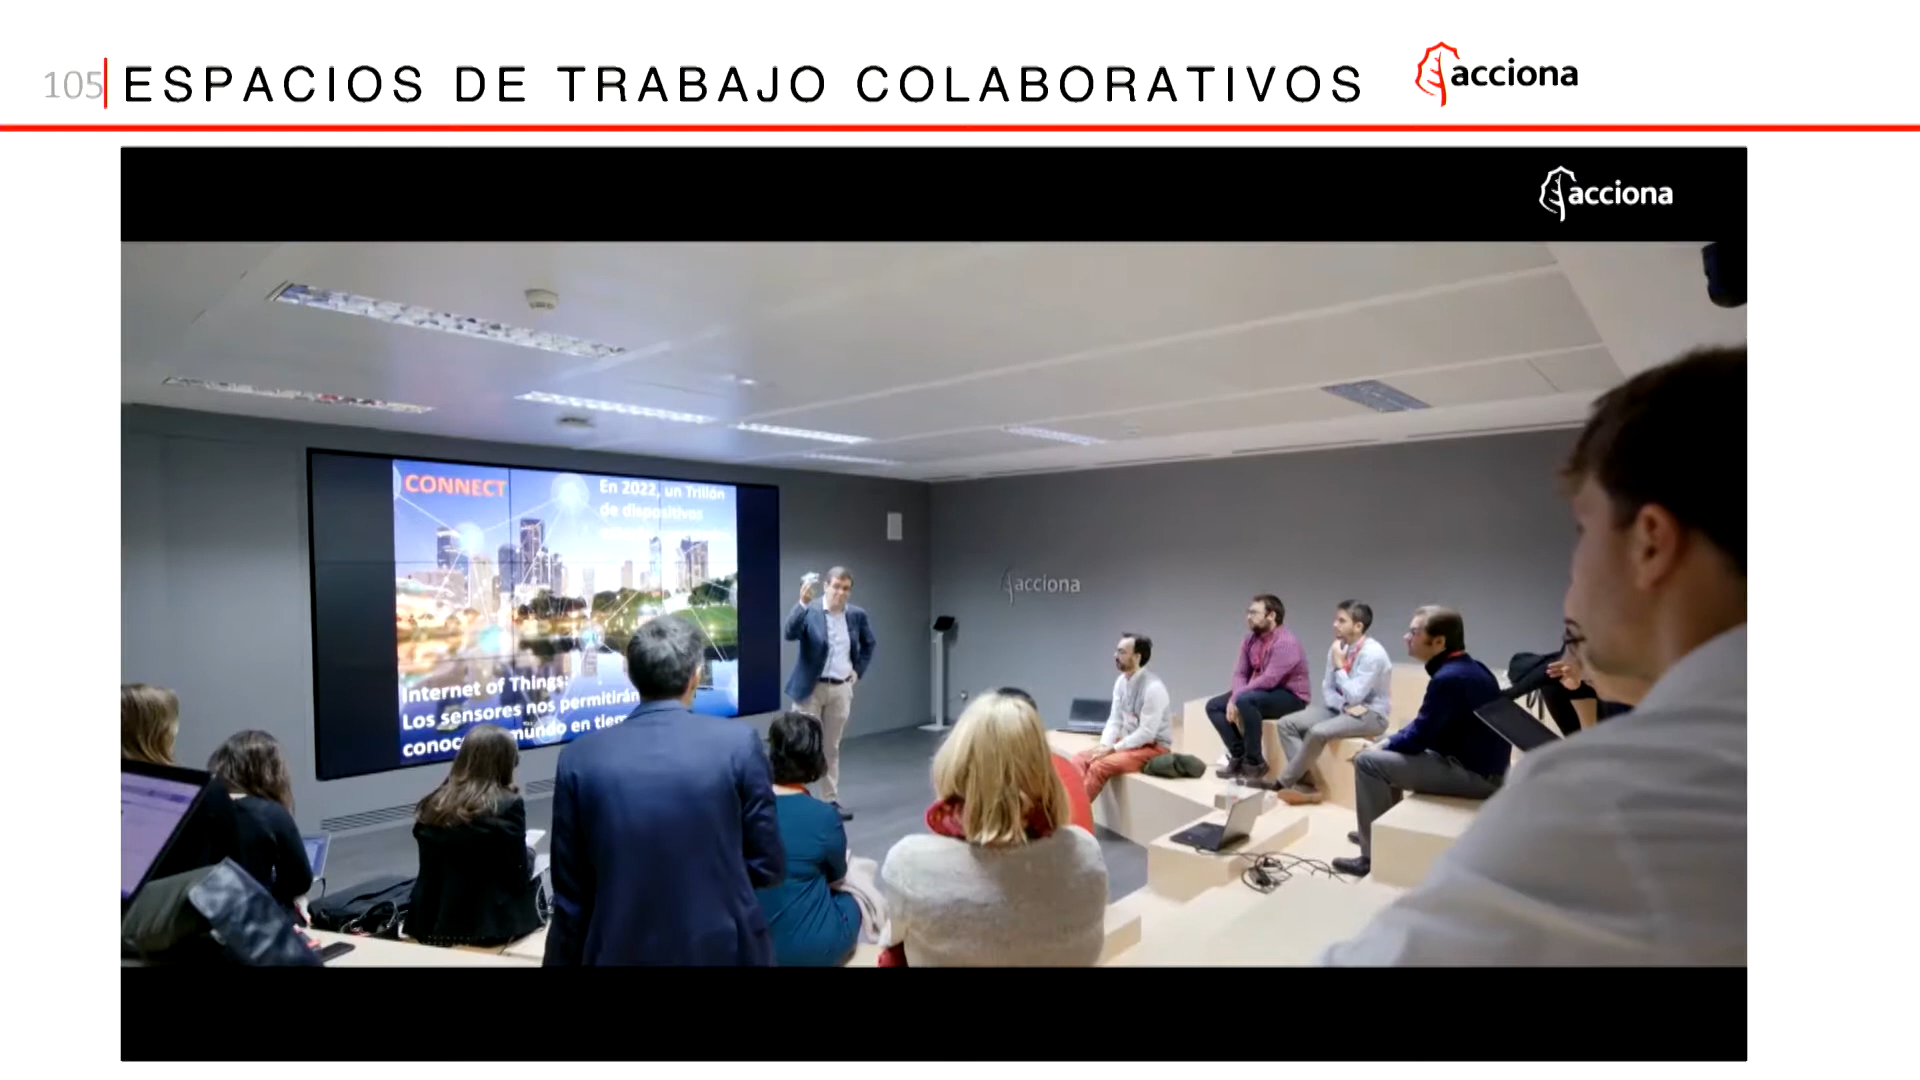 105
ESPACIOS DE TRABAJO COLABORATIVOS
acciona
acciona
CONNECT
En 2022, un Trillón
de dispositivos
acciona
Internet of Things:
Los sensores nos permitirán
mundo en